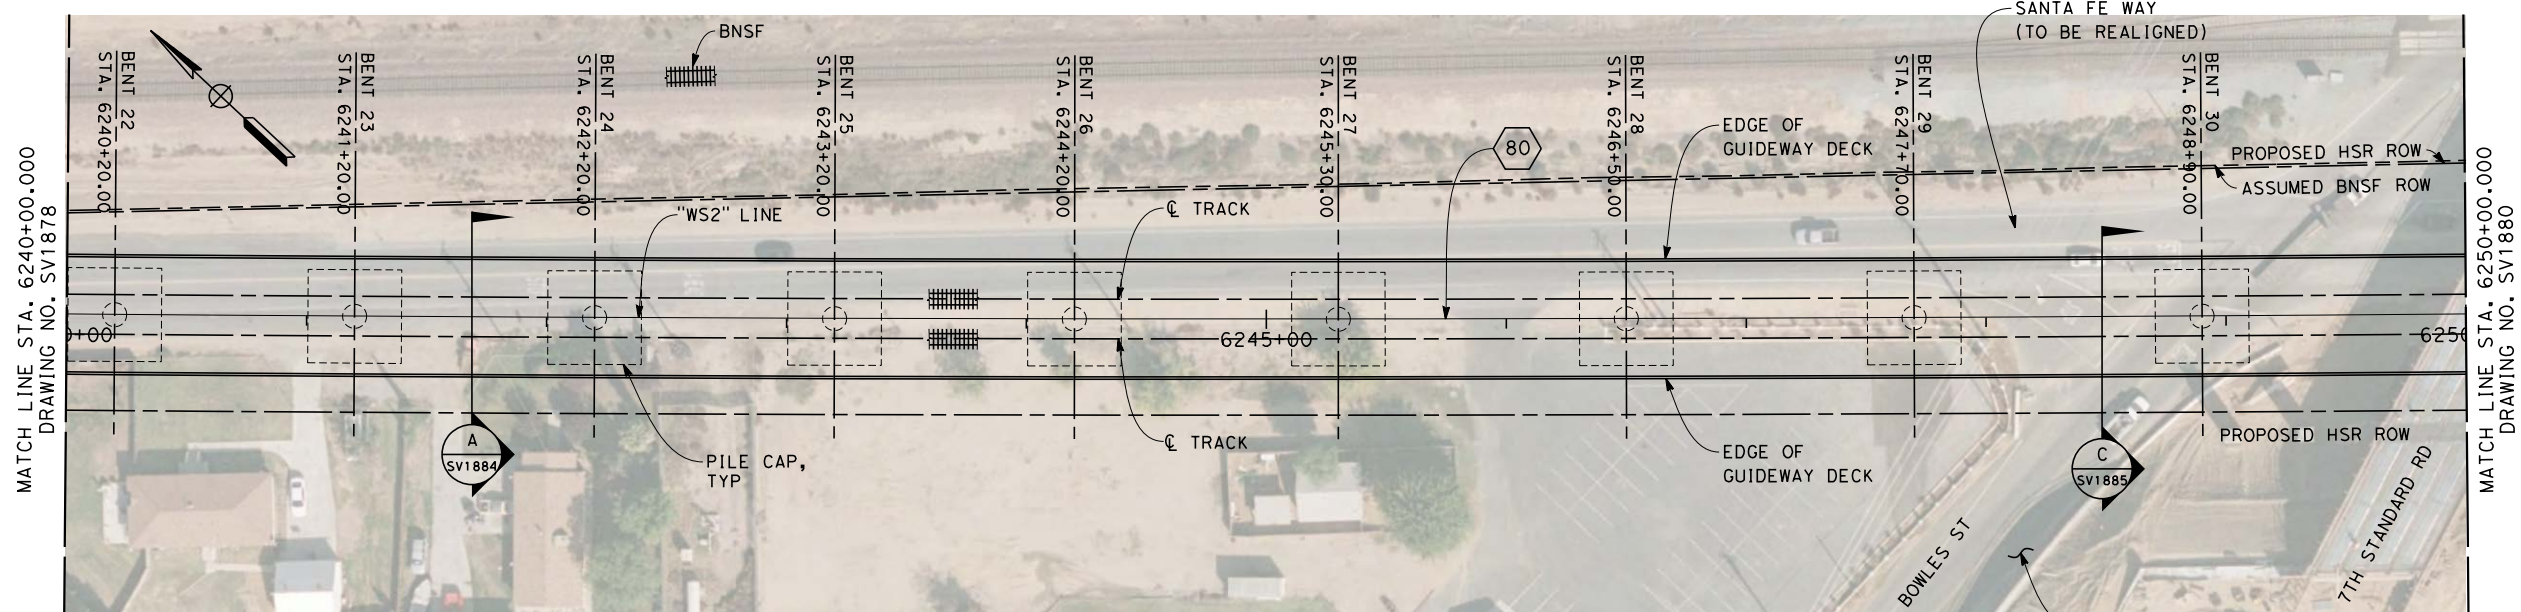 SANTA FE WAY
(TO BE REALIGNED)
BNSF
BENT 22
STA. 6240+20.00
BENT 23
STA. 6241+20.00
BENT 24
STA. 6242+20.00
BENT 25
STA. 6243+20.00
BENT 26
STA. 6244+20.00
BENT 27
STA. 6245+30.00
BENT 28
STA. 6246+50.00
BENT 29
STA. 6247+70.00
BENT 30
STA. 6248+90.00
EDGE OF
GUIDEWAY DECK
80
PROPOSED HSR ROW
ASSUMED BNSF ROW
MATCH LINE STA. 6240+00.000
DRAWING NO. SV1878
"WS2" LINE
℄ TRACK
0+00
6245+00
6250
MATCH LINE STA. 6250+00.000
DRAWING NO. SV1880
A
SV1884
PILE CAP,
TYP
℄ TRACK
EDGE OF
GUIDEWAY DECK
PROPOSED HSR ROW
C
SV1885
BOWLES ST
7TH STANDARD RD